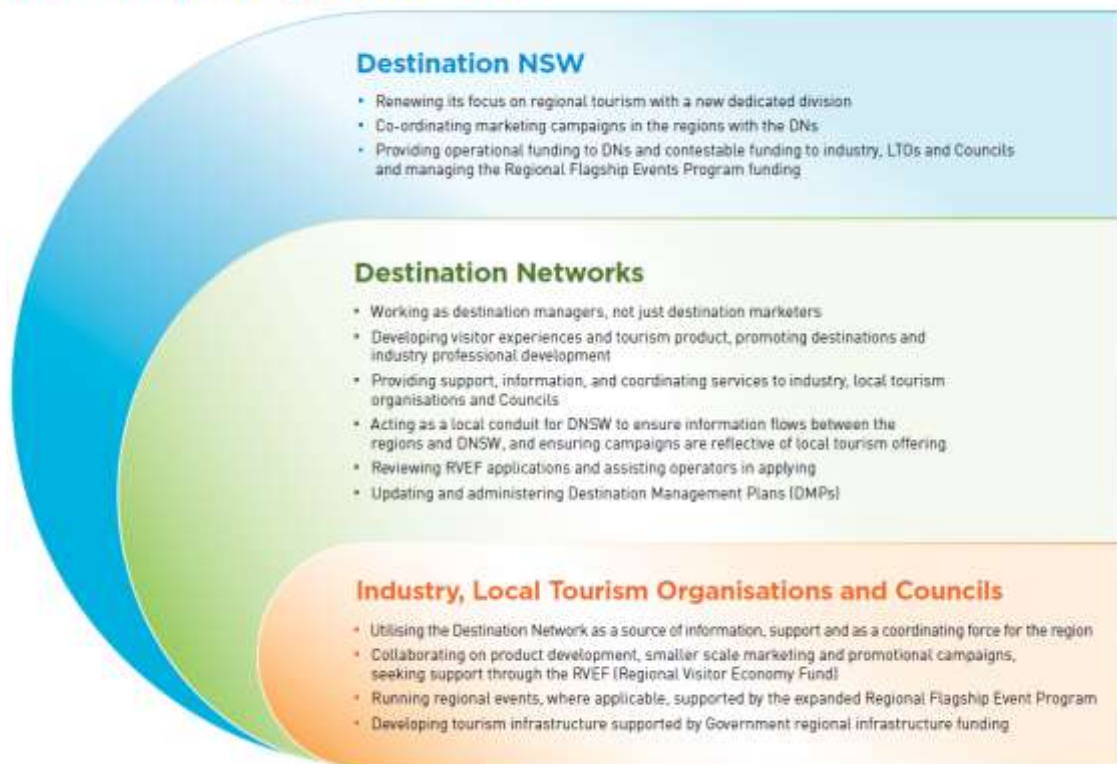 Destination NSW
• Renewing its focus on regional tourism with a new dedicated division
• Co-ordinating marketing campaigns in the regions with the DNs
• Providing operational funding to DNs and contestable funding to industry, LTOs and Councils
and managing the Regional Flagship Events Program funding
Destination Networks
• Working as destination managers, not just destination marketers
• Developing visitor experiences and tourism product, promoting destinations and
industry professional development
• Providing support, information, and coordinating services to industry, local tourism
organisations and Councils
• Acting as a local conduit for DNSW to ensure information flows between the
regions and DNSW, and ensuring campaigns are reflective of local tourism offering
• Reviewing RVEF applications and assisting operators in applying
• Updating and administering Destination Management Plans (DMPs)
Industry, Local Tourism Organisations and Councils
• Utilising the Destination Network as a source of information, support and as a coordinating force for the region
• Collaborating on product development, smaller scale marketing and promotional campaigns,
seeking support through the RVEF (Regional Visitor Economy Fund)
• Running regional events, where applicable, supported by the expanded Regional Flagship Event Program
• Developing tourism infrastructure supported by Government regional infrastructure funding